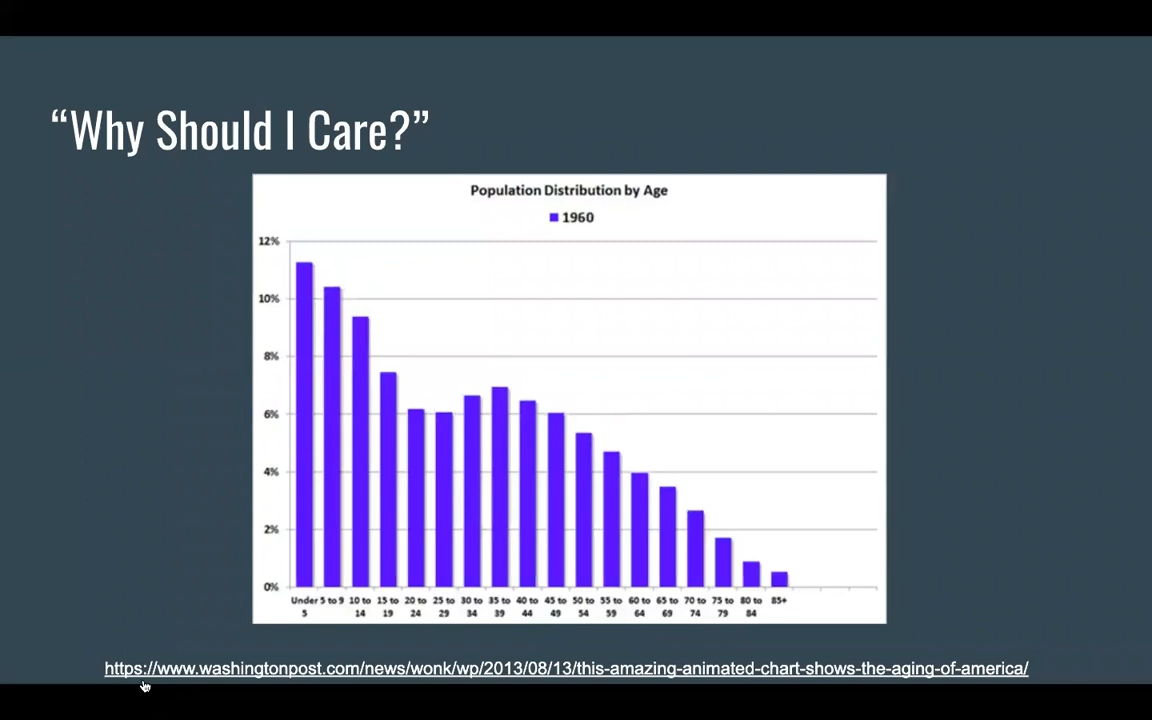 “Why Should I Care?”
Population Distribution by Age
1960
12%
10%
8%
6%
4%
2%
0%
Under 5 to 9 10 to 15 to 20 to 25 to 30 to 35 to 40 to 45 to 50 to 55 to 60 to 65 to 70 to 75 to 80 to 85+
5 14 19 24 29 34 39 44 49 54 59 64 69 74 79 84
https://www.washingtonpost.com/news/wonk/wp/2013/08/13/this-amazing-animated-chart-shows-the-aging-of-america/